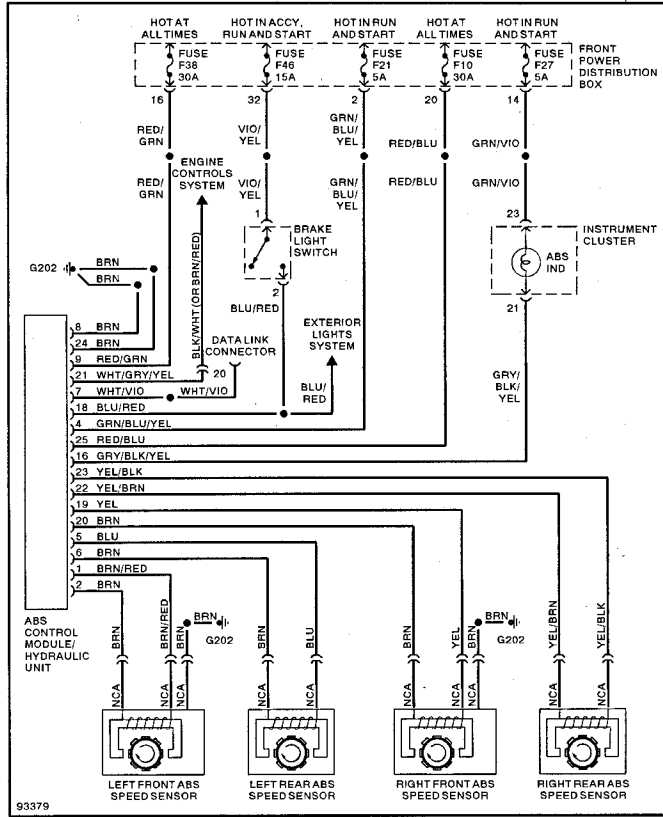 HOT AT
ALL TIMES
HOT IN ACCY,
RUN AND START
HOT IN RUN
AND START
HOT AT
ALL TIMES
HOT IN RUN
AND START
FUSE
F38
30A
FUSE
F46
15A
FUSE
F21
5A
FUSE
F10
30A
FUSE
F27
5A
FRONT
POWER
DISTRIBUTION
BOX
16
32
2
20
14
RED/
GRN
VIO/
YEL
GRN/
BLU/
YEL
RED/BLU
GRN/VIO
RED/
GRN
ENGINE
CONTROLS
SYSTEM
VIO/
YEL
GRN/
BLU/
YEL
RED/BLU
GRN/VIO
1
BRAKE
LIGHT
SWITCH
2
23
INSTRUMENT
CLUSTER
ABS
IND
21
G202
BRN
BRN
BLK/WHT (OR BRN/RED)
BLU/RED
DATA LINK
CONNECTOR
EXTERIOR
LIGHTS
SYSTEM
BLU/
RED
GRY/
BLK/
YEL
8 BRN
24 BRN
9 RED/GRN
21 WHT/GRY/YEL
20
7 WHT/VIO
WHT/VIO
18 BLU/RED
4 GRN/BLU/YEL
25 RED/BLU
16 GRY/BLK/YEL
23 YEL/BLK
22 YEL/BRN
19 YEL
20 BRN
5 BLU
6 BRN
1 BRN/RED
2 BRN
ABS
CONTROL
MODULE/
HYDRAULIC
UNIT
BRN
BRN/RED
BRN
BRN
G202
BRN
BLU
BRN
YEL
BRN
BRN
G202
YEL/BRN
YEL/BLK
NCA
NCA
NCA
NCA
NCA
NCA
NCA
NCA
NCA
NCA
LEFT FRONT ABS
SPEED SENSOR
LEFT REAR ABS
SPEED SENSOR
RIGHT FRONT ABS
SPEED SENSOR
RIGHT REAR ABS
SPEED SENSOR
93379